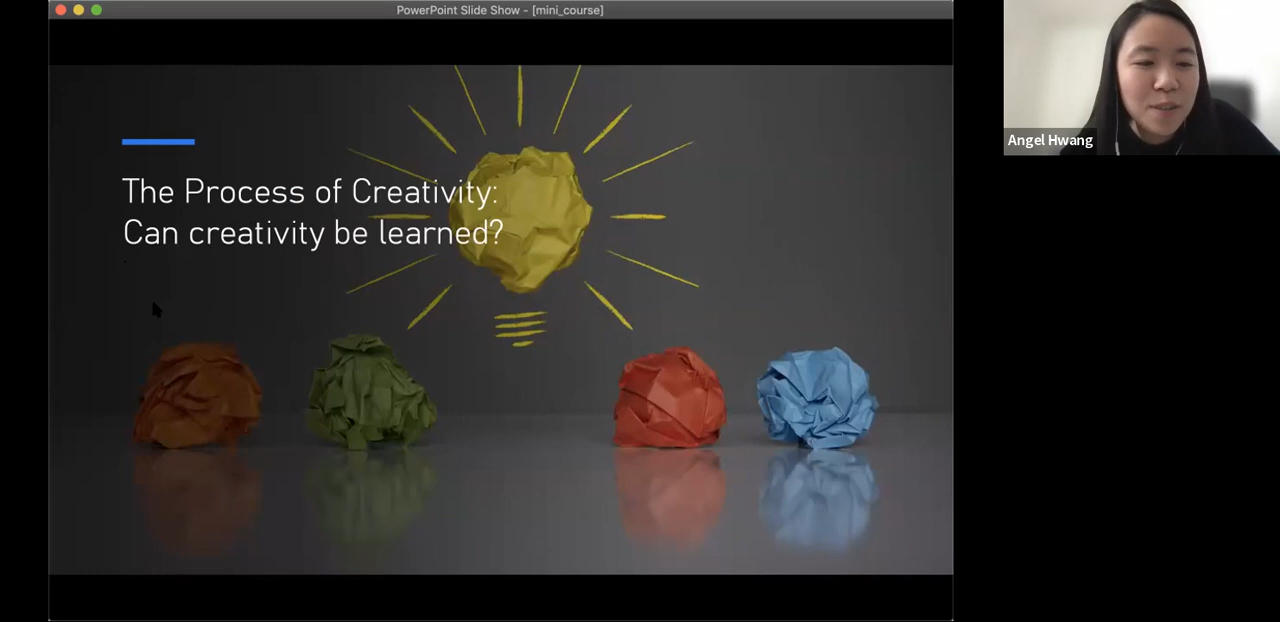 PowerPoint Slide Show - [mini_course]
Angel Hwang
The Process of Creativity:
Can creativity be learned?